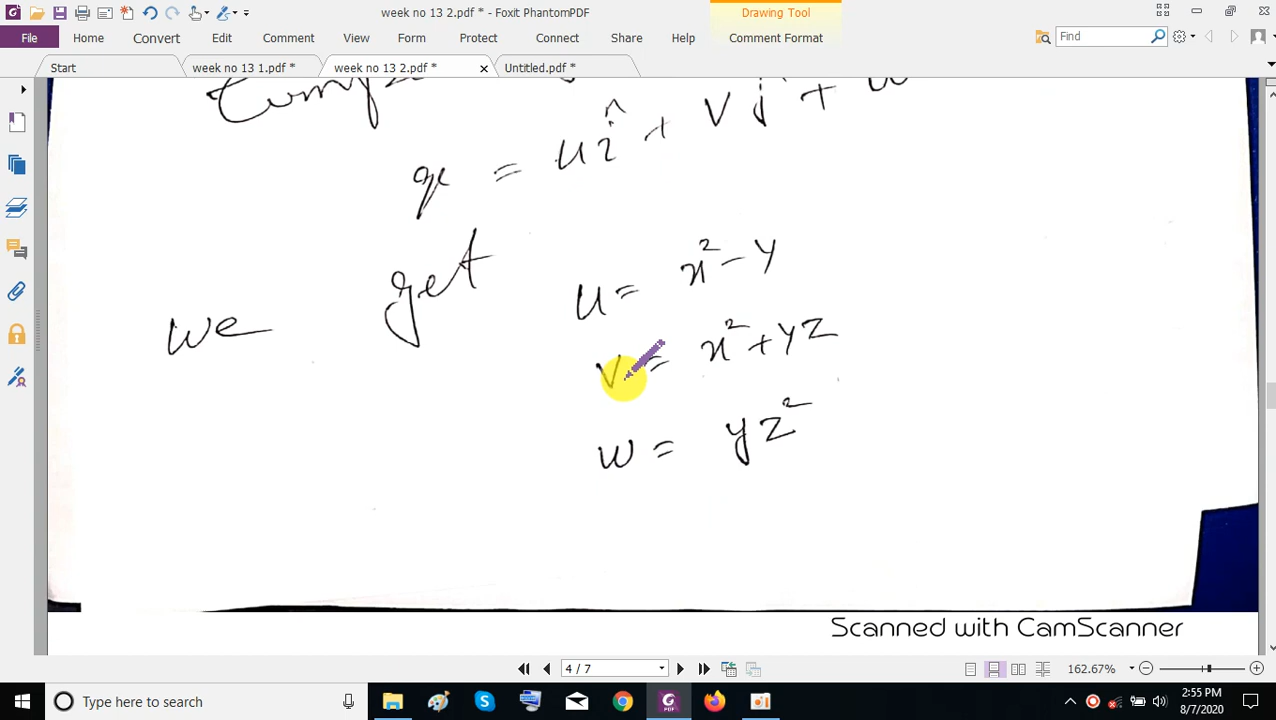 week no 13 2.pdf * - Foxit PhantomPDF
Drawing Tool
File Home Convert Edit Comment View Form Protect Connect Share Help Comment Format Find
Start week no 13 1.pdf * week no 13 2.pdf * Untitled.pdf *
= uî + vj +
we get u = x² - y
v = x² + yz
w = yz²
Scanned with CamScanner
4 / 7 162.67%
Type here to search
2:55 PM
8/7/2020